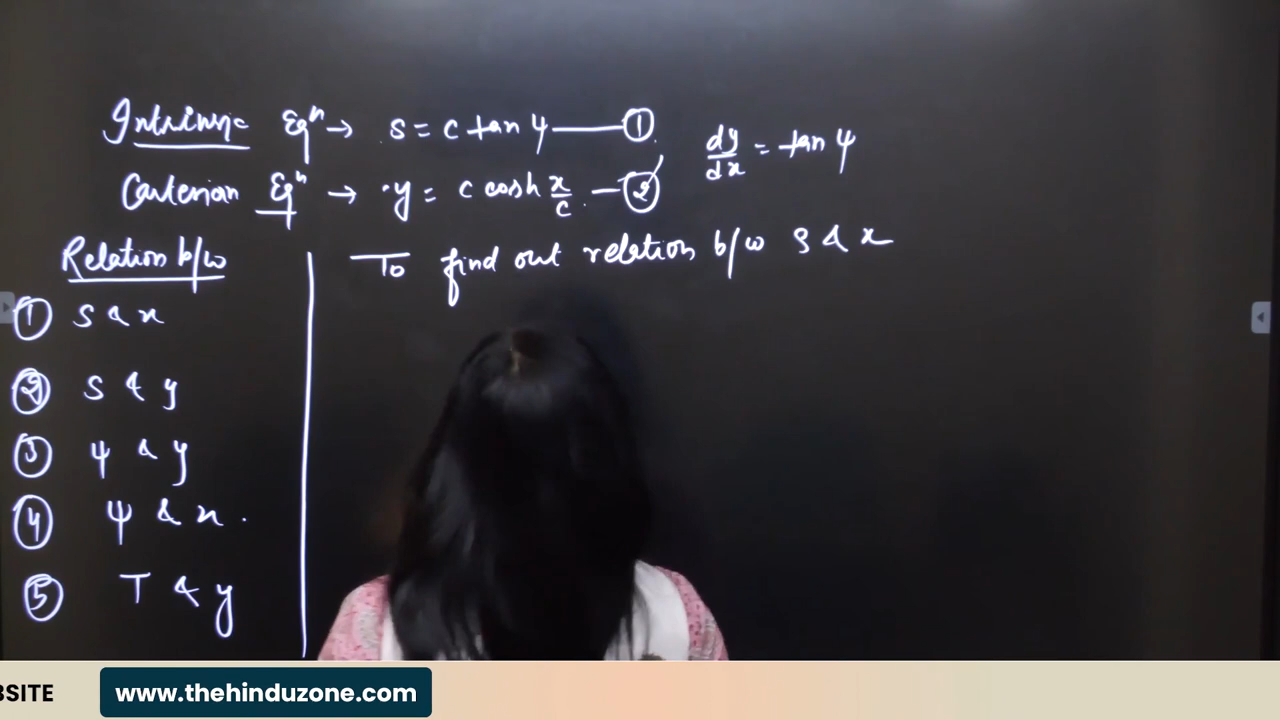 Intrinsic Eqⁿ → s = c tan ψ —— ①
dy/dx = tan ψ
Carterian Eqⁿ → y = c cosh x/c — ②
Relation b/w
① s & x
② s & y
③ ψ & y
④ ψ & x.
⑤ T & y
To find out relation b/w s & x
BSITE
www.thehinduzone.com